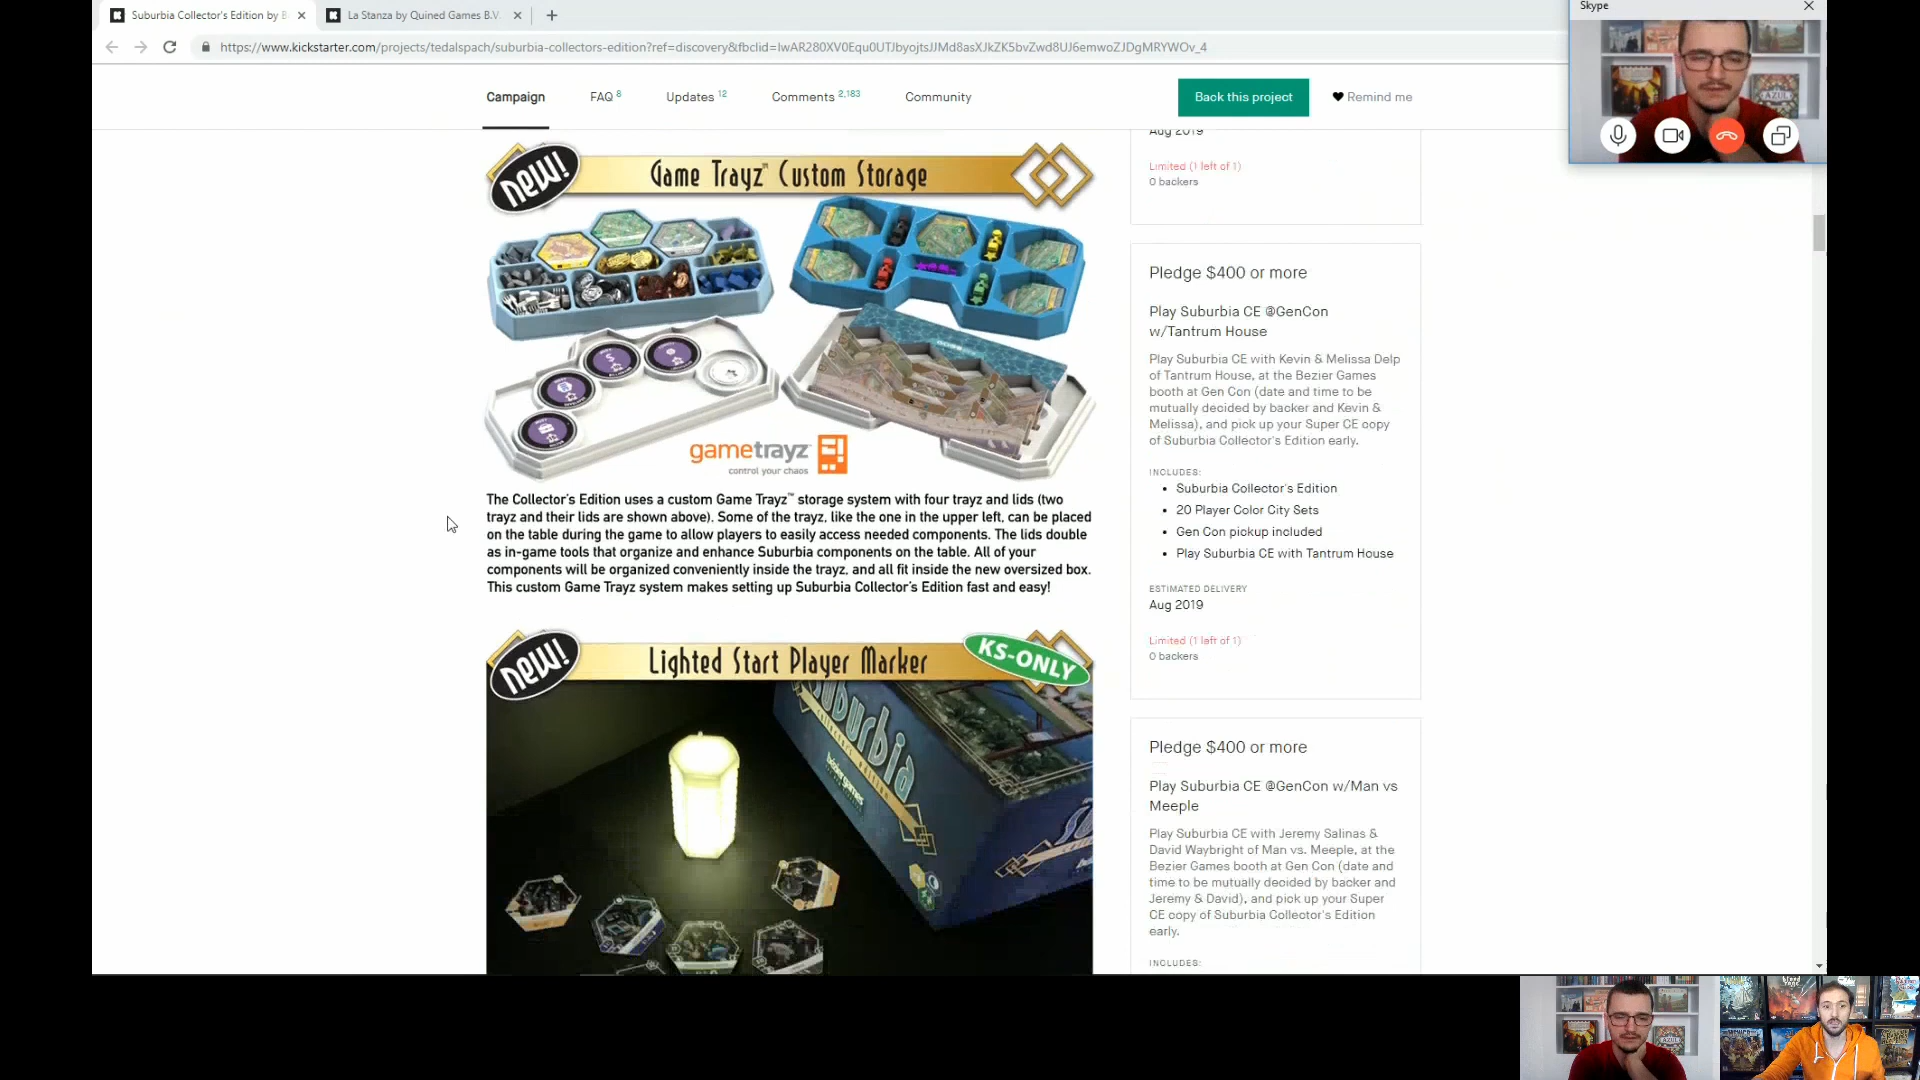 Suburbia Collector's Edition by B
La Stanza by Quined Games B.V.
Skype
https://www.kickstarter.com/projects/tedalspach/suburbia-collectors-edition?ref=discovery&fbclid=IwAR280XV0Equ0UTJbyojtsJJMd8asXJkZK5bvZwd8UJ6emwoZJDgMRYWOv_4
Campaign
FAQ 8
Updates 12
Comments 2,183
Community
Back this project
Remind me
NEW!
Game Trayz™ Custom Storage
gametrayz
control your chaos
The Collector's Edition uses a custom Game Trayz™ storage system with four trayz and lids (two
trayz and their lids are shown above). Some of the trayz, like the one in the upper left, can be placed
on the table during the game to allow players to easily access needed components. The lids double
as in-game tools that organize and enhance Suburbia components on the table. All of your
components will be organized conveniently inside the trayz, and all fit inside the new oversized box.
This custom Game Trayz system makes setting up Suburbia Collector's Edition fast and easy!
NEW!
Lighted Start Player Marker
KS-ONLY
Suburbia
collectors edition
bezier games
Aug 2019
Limited (1 left of 1)
0 backers
Pledge $400 or more
Play Suburbia CE @GenCon
w/Tantrum House
Play Suburbia CE with Kevin & Melissa Delp
of Tantrum House, at the Bezier Games
booth at Gen Con (date and time to be
mutually decided by backer and Kevin &
Melissa), and pick up your Super CE copy
of Suburbia Collector's Edition early.
INCLUDES:
• Suburbia Collector's Edition
• 20 Player Color City Sets
• Gen Con pickup included
• Play Suburbia CE with Tantrum House
ESTIMATED DELIVERY
Aug 2019
Limited (1 left of 1)
0 backers
Pledge $400 or more
Play Suburbia CE @GenCon w/Man vs
Meeple
Play Suburbia CE with Jeremy Salinas &
David Waybright of Man vs. Meeple, at the
Bezier Games booth at Gen Con (date and
time to be mutually decided by backer and
Jeremy & David), and pick up your Super
CE copy of Suburbia Collector's Edition
early.
INCLUDES:
AZUL
AZUL